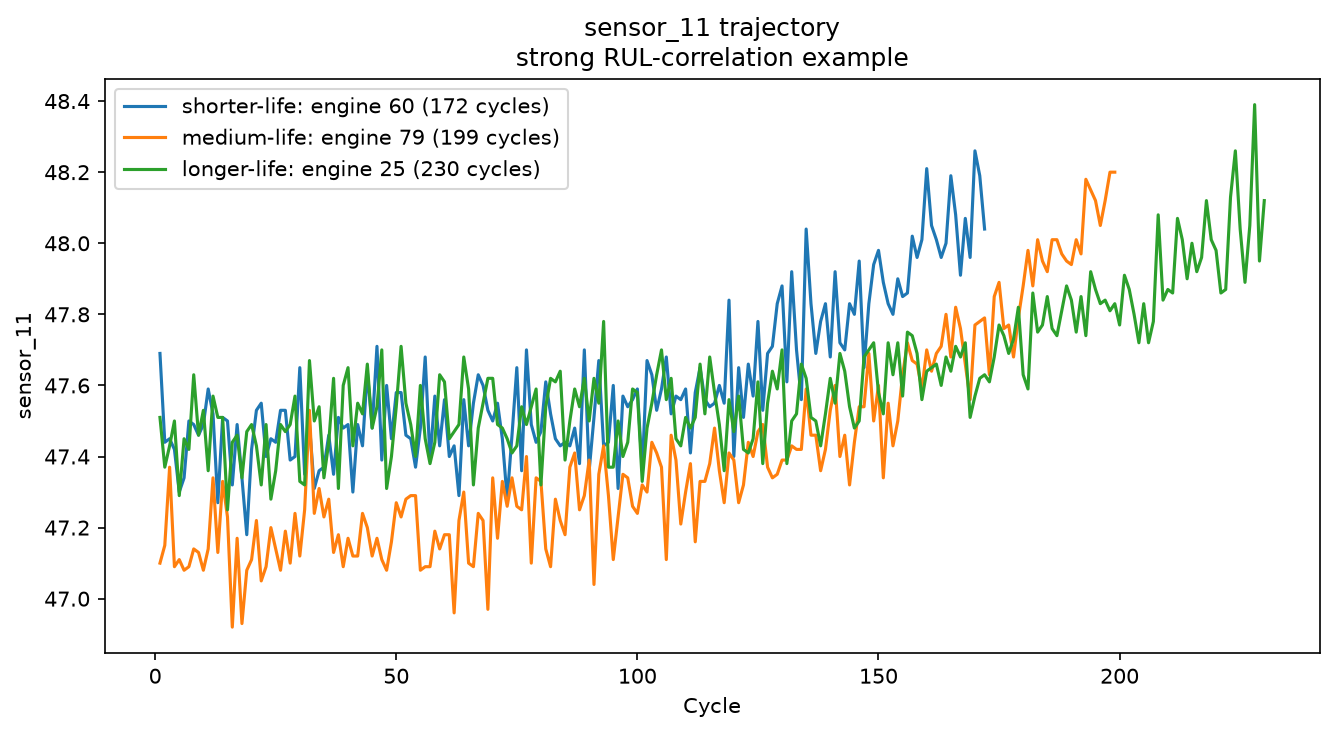 sensor_11 trajectory
strong RUL-correlation example
shorter-life: engine 60 (172 cycles)
medium-life: engine 79 (199 cycles)
longer-life: engine 25 (230 cycles)
sensor_11
48.4
48.2
48.0
47.8
47.6
47.4
47.2
47.0
0 50 100 150 200
Cycle